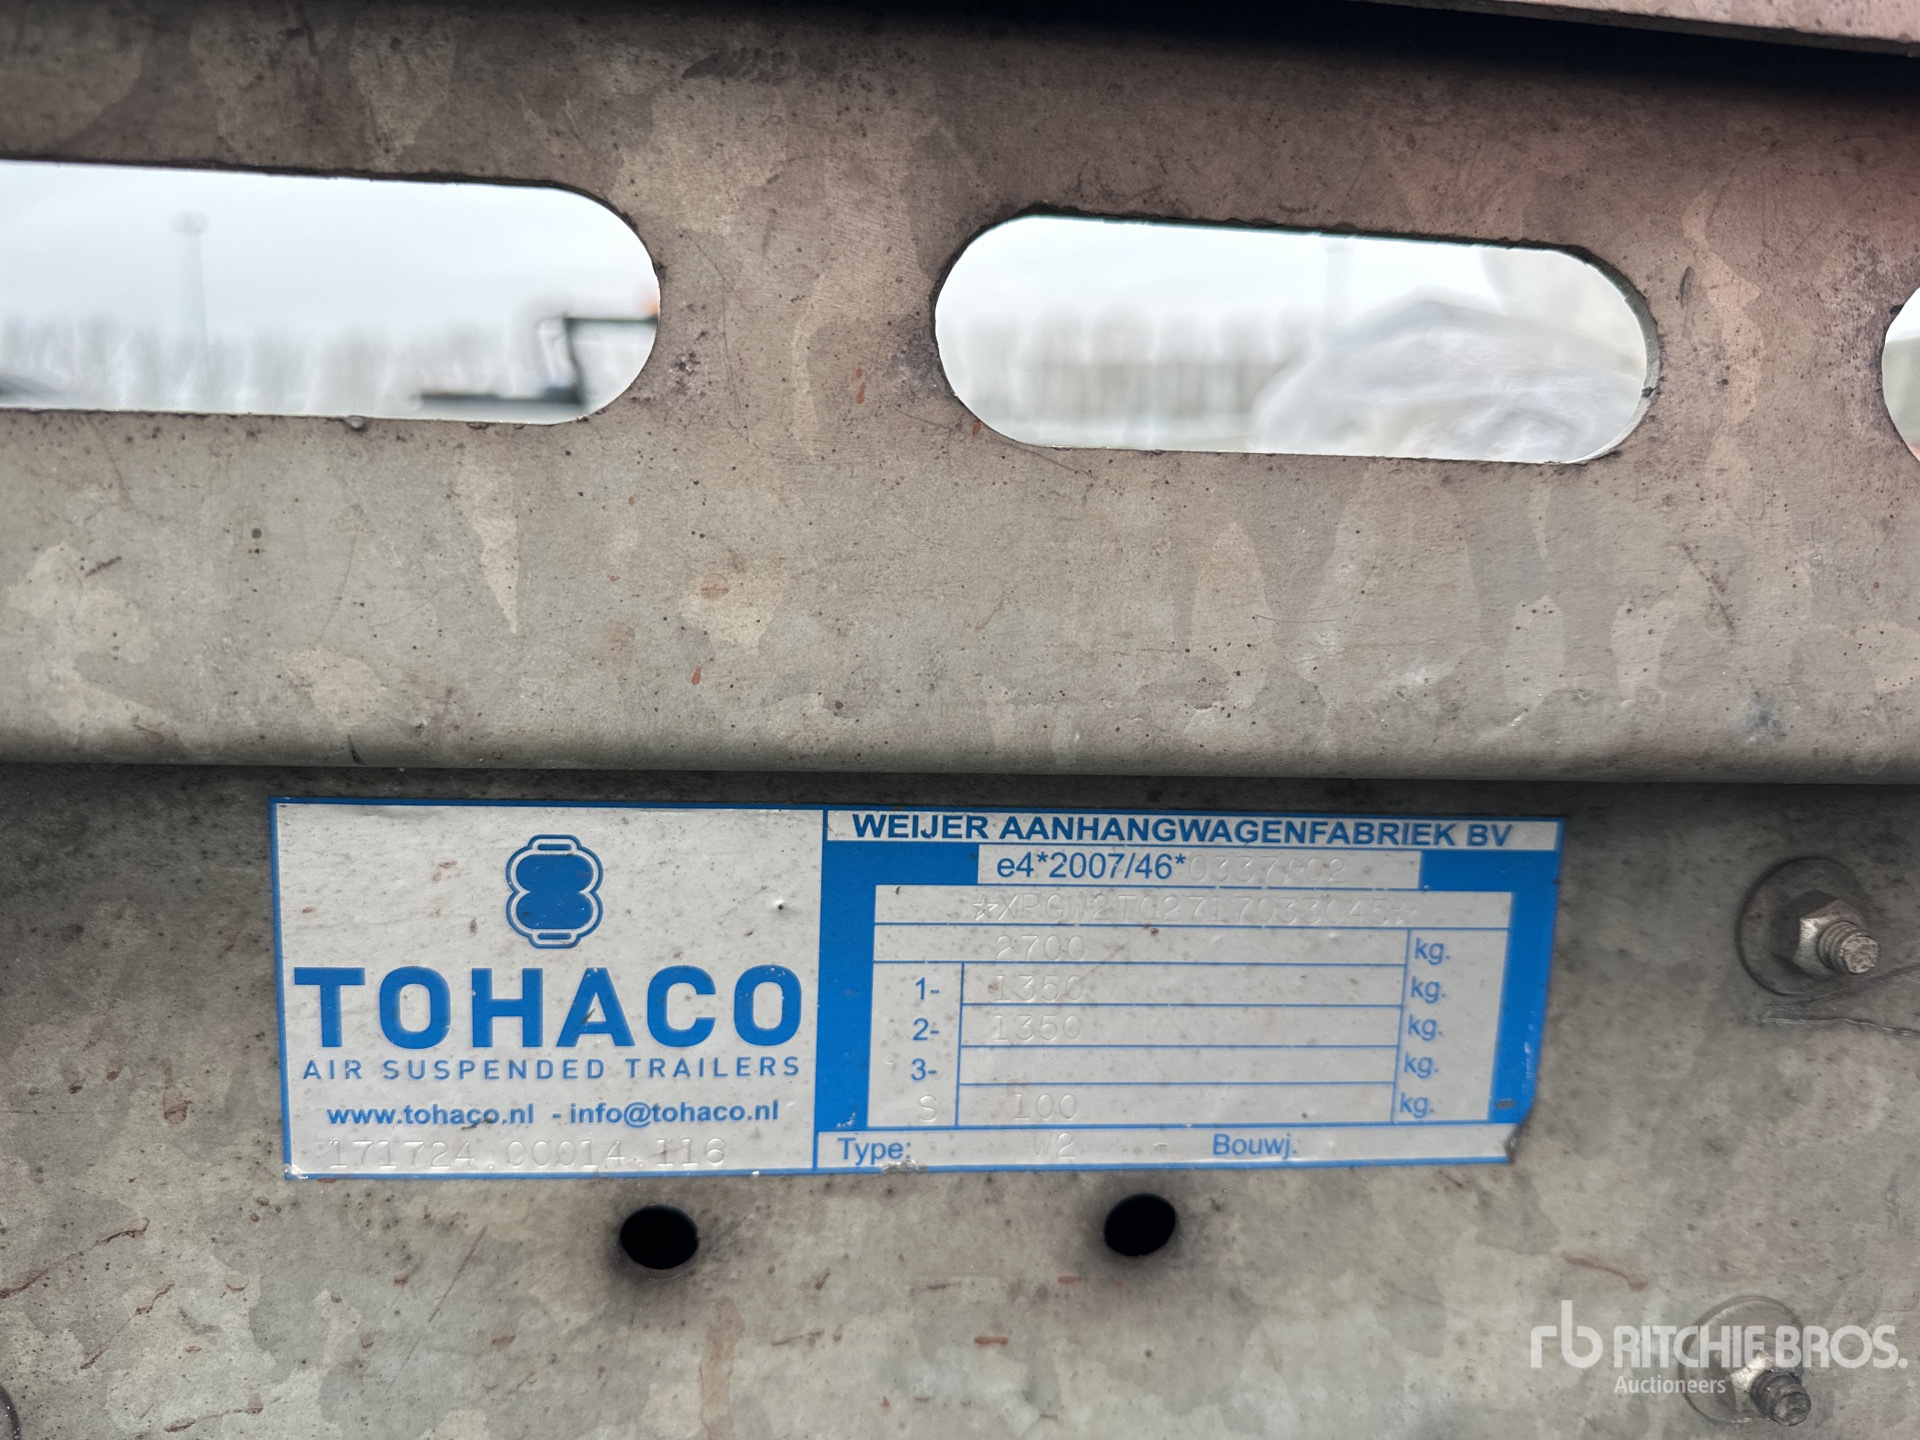 TOHACO
AIR SUSPENDED TRAILERS
www.tohaco.nl - info@tohaco.nl
171724.00014.116
WEIJER AANHANGWAGENFABRIEK BV
e4*2007/46*0337*02
2700 kg.
1- 1350 kg.
2- 1350 kg.
3- kg.
S 100 kg.
Type: W2 - Bouwj.
rb RITCHIE BROS.
Auctioneers